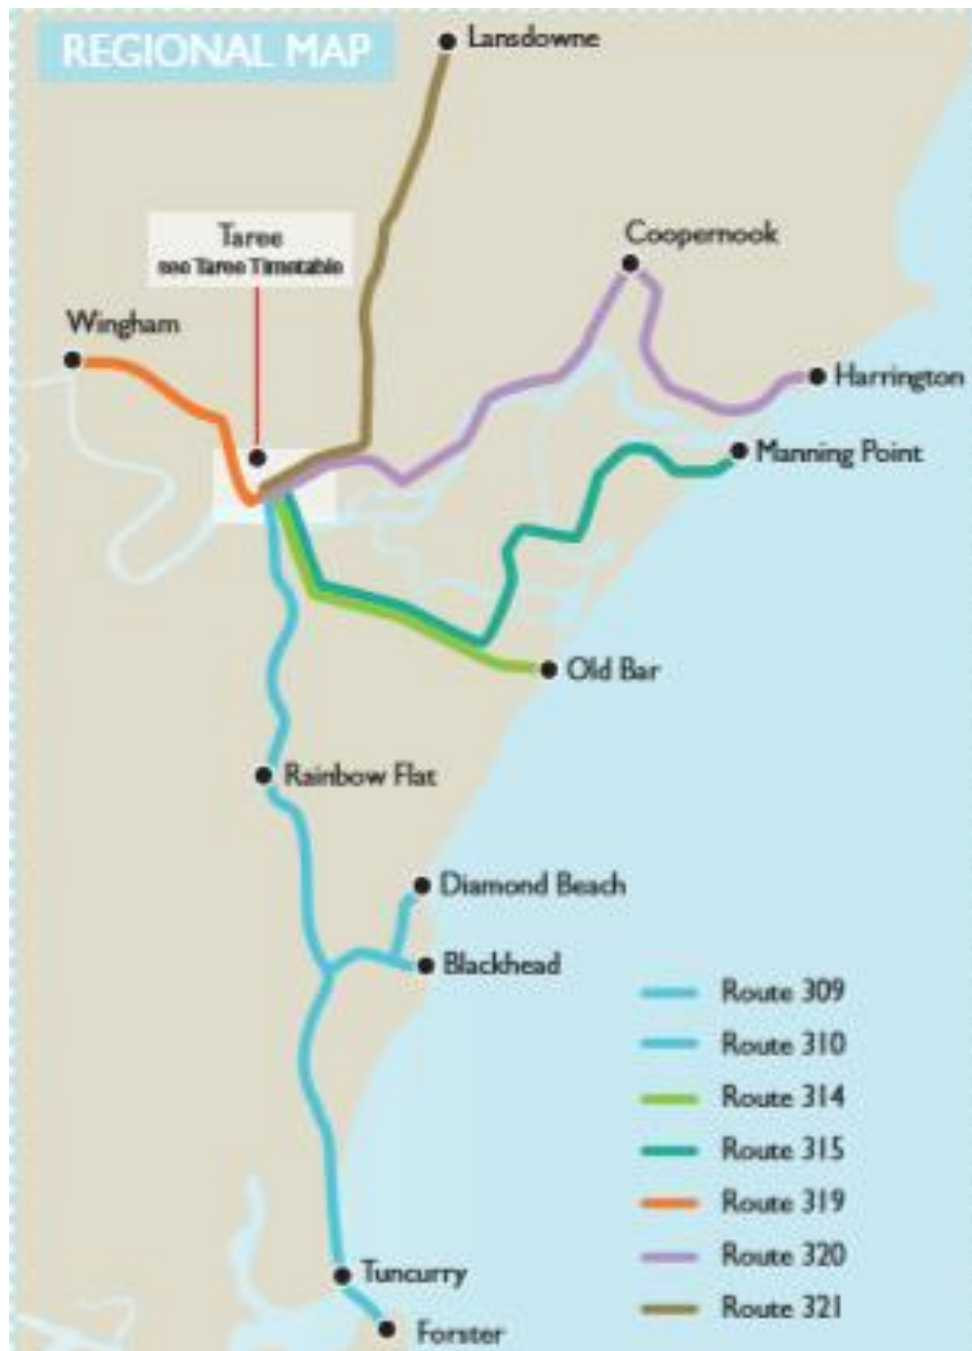 REGIONAL MAP
Lansdowne
Taree
see Taree Timetable
Coopernook
Wingham
Harrington
Manning Point
Old Bar
Rainbow Flat
Diamond Beach
Blackhead
Route 309
Route 310
Route 314
Route 315
Route 319
Route 320
Route 321
Tuncurry
Forster